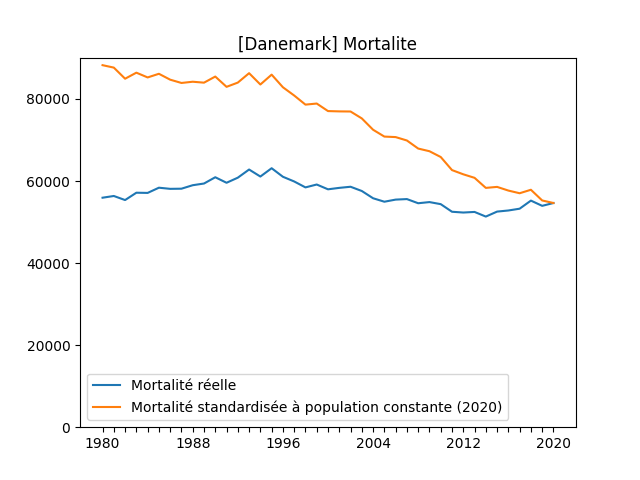 [Danemark] Mortalite
80000
60000
40000
20000
0
Mortalité réelle
Mortalité standardisée à population constante (2020)
1980 1988 1996 2004 2012 2020